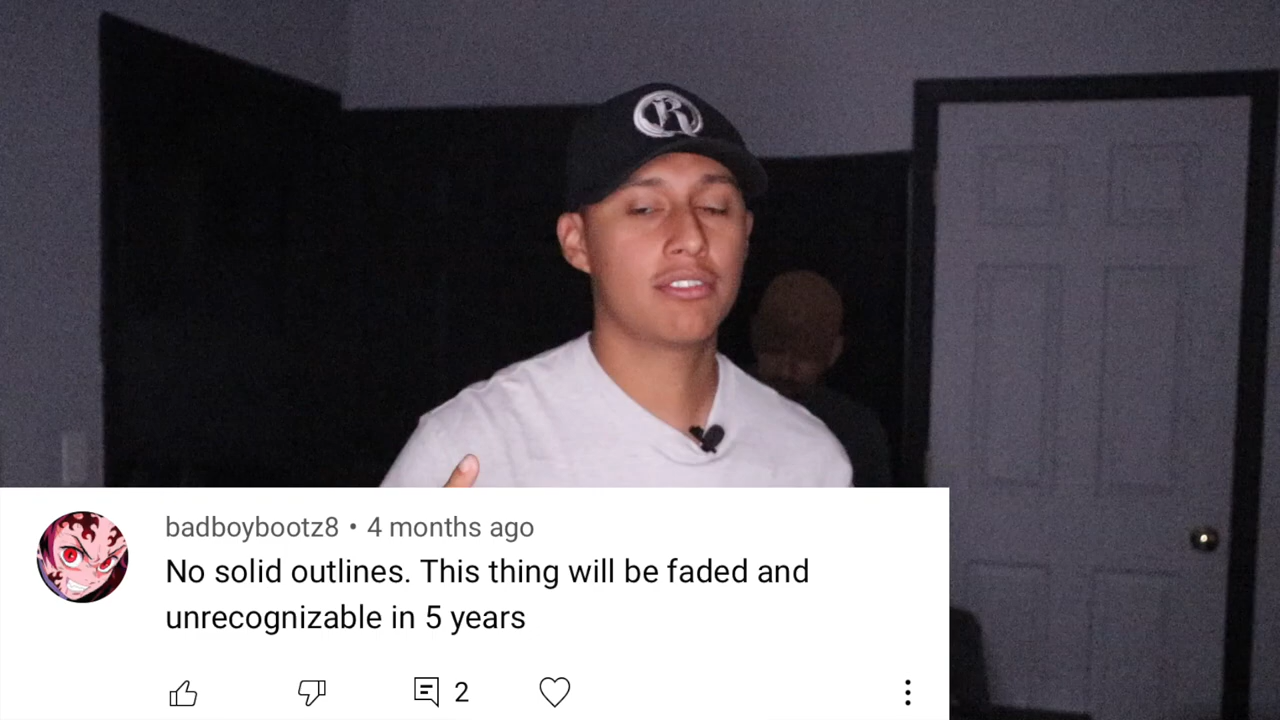 R
badboybootz8 • 4 months ago
No solid outlines. This thing will be faded and
unrecognizable in 5 years
2